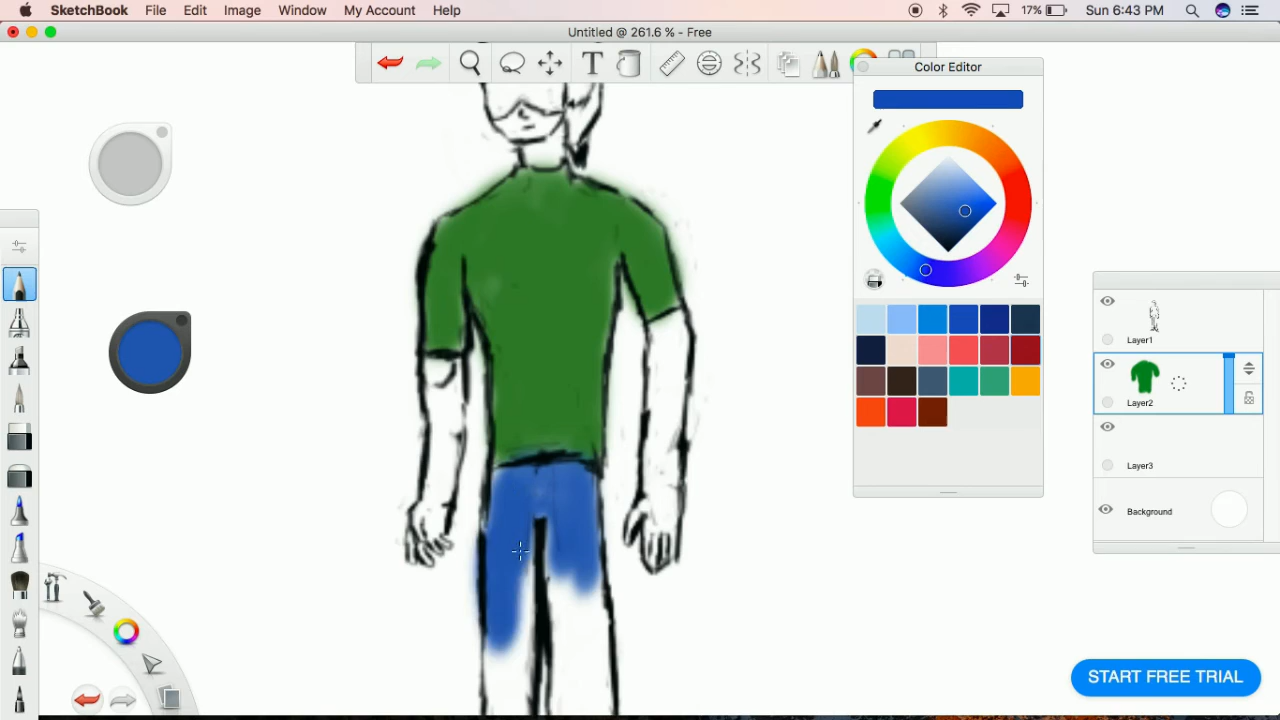 SketchBook File Edit Image Window My Account Help 17% Sun 6:43 PM
Untitled @ 261.6 % - Free
T
Color Editor
Layer1
Layer2
Layer3
Background
START FREE TRIAL